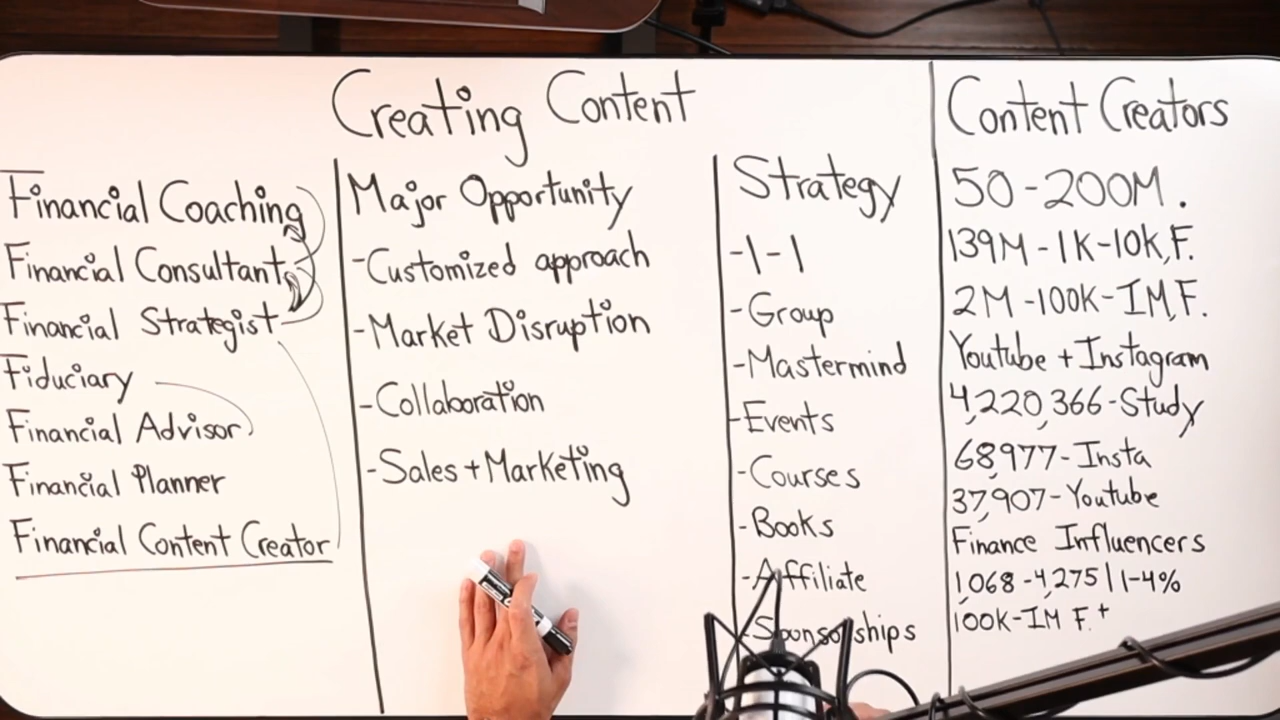 Creating Content
Financial Coaching
Financial Consultant
Financial Strategist
Fiduciary
Financial Advisor
Financial Planner
Financial Content Creator
Major Opportunity
-Customized approach
-Market Disruption
-Collaboration
-Sales + Marketing
Strategy
-1-1
-Group
-Mastermind
-Events
-Courses
-Books
-Affiliate
-Sponsorships
Content Creators
50-200M.
139M-1K-10K,F.
2M-100K-1M,F.
Youtube + Instagram
4,220,366-Study
68,977-Insta
37,907-Youtube
Finance Influencers
1,068-4,275 | 1-4%
100K-1M F.+